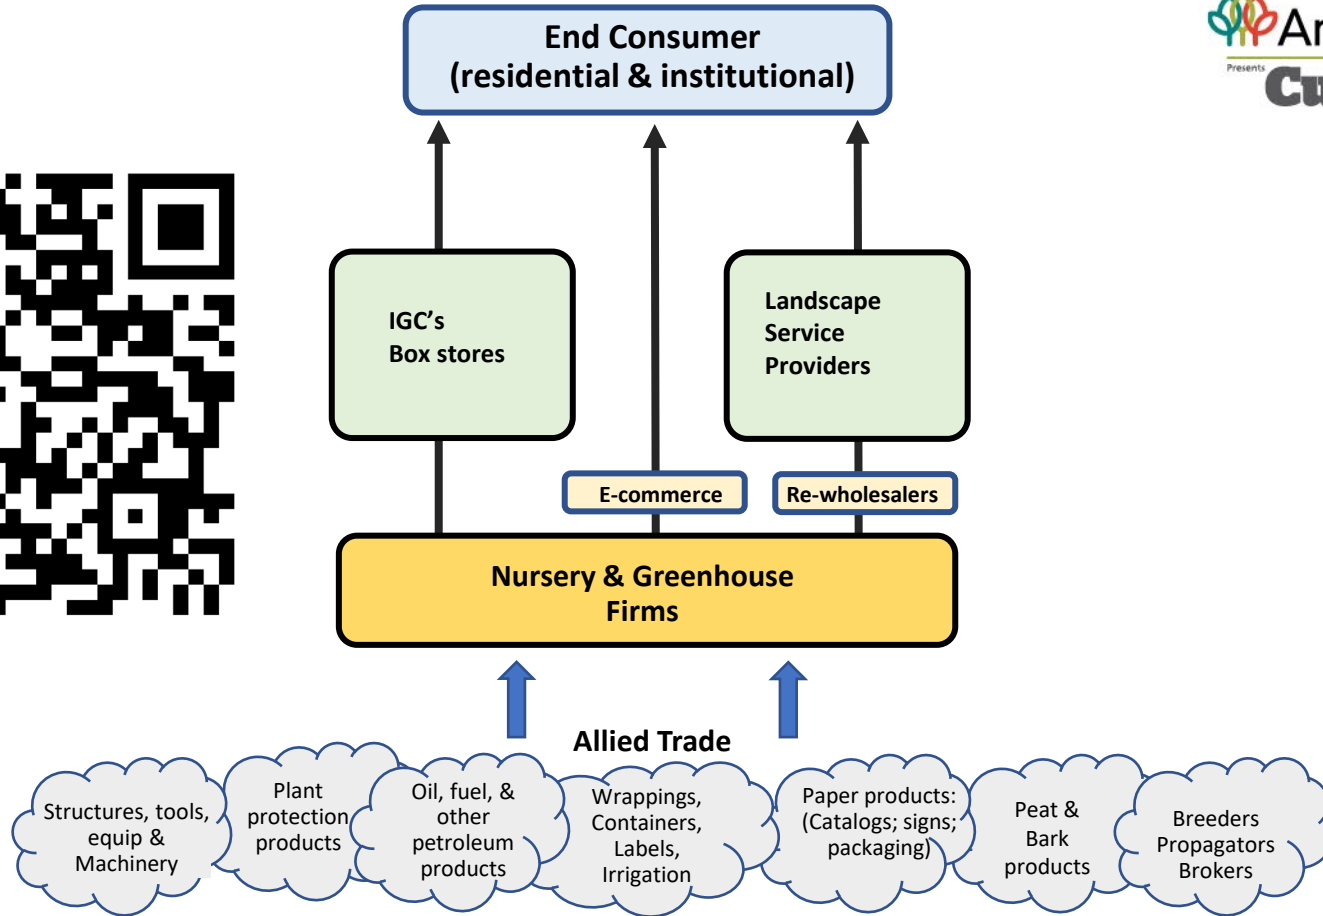 End Consumer
(residential & institutional)
Presents
IGC's
Box stores
Landscape
Service
Providers
E-commerce
Re-wholesalers
Nursery & Greenhouse
Firms
Allied Trade
Structures, tools,
equip &
Machinery
Plant
protection
products
Oil, fuel, &
other
petroleum
products
Wrappings,
Containers,
Labels,
Irrigation
Paper products:
(Catalogs; signs;
packaging)
Peat &
Bark
products
Breeders
Propagators
Brokers